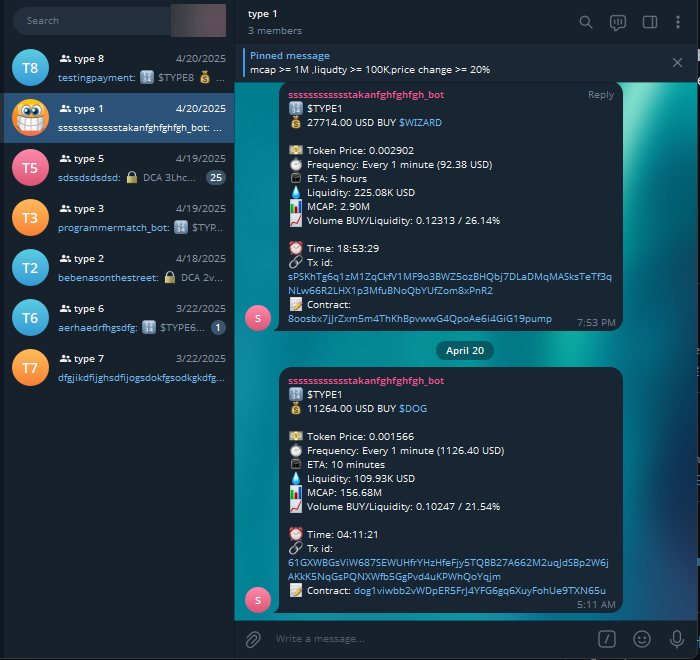 Search
T8
type 8
4/20/2025
testingpayment: 🔢 $TYPE8 💰 ...
type 1
4/20/2025
sssssssssssstakanfghfghfgh_bot: ...
T5
type 5
4/19/2025
sdssdsdsdsd: 🔒 DCA 3Lhc...
25
T3
type 3
4/19/2025
programmermatch_bot: 🔢 $TYP...
T2
type 2
4/18/2025
bebenasonthestreet: 🔒 DCA 2v...
T6
type 6
3/22/2025
aerhaedrfhgsdfg: 🔢 $TYPE6...
1
T7
type 7
3/22/2025
dfgjikdfijghsdfijogsdokfgsodkgkdfg...
type 1
3 members
Pinned message
mcap >= 1M ,liqudty >= 100K,price change >= 20%
sssssssssssstakanfghfghfgh_bot
Reply
🔢 $TYPE1
💰 27714.00 USD BUY $WIZARD
💵 Token Price: 0.002902
⏱ Frequency: Every 1 minute (92.38 USD)
ETA: 5 hours
💧 Liquidity: 225.08K USD
📊 MCAP: 2.90M
📈 Volume BUY/Liquidity: 0.12313 / 26.14%
⏰ Time: 18:53:29
🔗 Tx id:
sPSKhTg6q1zM1ZqCkfV1MF9o3BWZ5ozBHQbj7DLaDMqMASksTeTf3q
NLw66R2LHX1p3MfuBNoQbYUfZom8xPnR2
📝 Contract:
8oosbx7jJrZxm5m4ThKhBpvwwG4QpoAe6i4GiG19pump
7:53 PM
S
April 20
sssssssssssstakanfghfghfgh_bot
🔢 $TYPE1
💰 11264.00 USD BUY $DOG
💵 Token Price: 0.001566
⏱ Frequency: Every 1 minute (1126.40 USD)
ETA: 10 minutes
💧 Liquidity: 109.93K USD
📊 MCAP: 156.68M
📈 Volume BUY/Liquidity: 0.10247 / 21.54%
⏰ Time: 04:11:21
🔗 Tx id:
61GXWBGsViW687SEWUHfrYHzHfeFjy5TQBB27A662M2uqJdSBp2W6j
AKkK5NqGsPQNXWfb5GgPvd4uKPWhQoYqjm
📝 Contract: dog1viwbb2vWDpER5FrJ4YFG6gq6XuyFohUe9TXN65u
5:11 AM
S
Write a message...